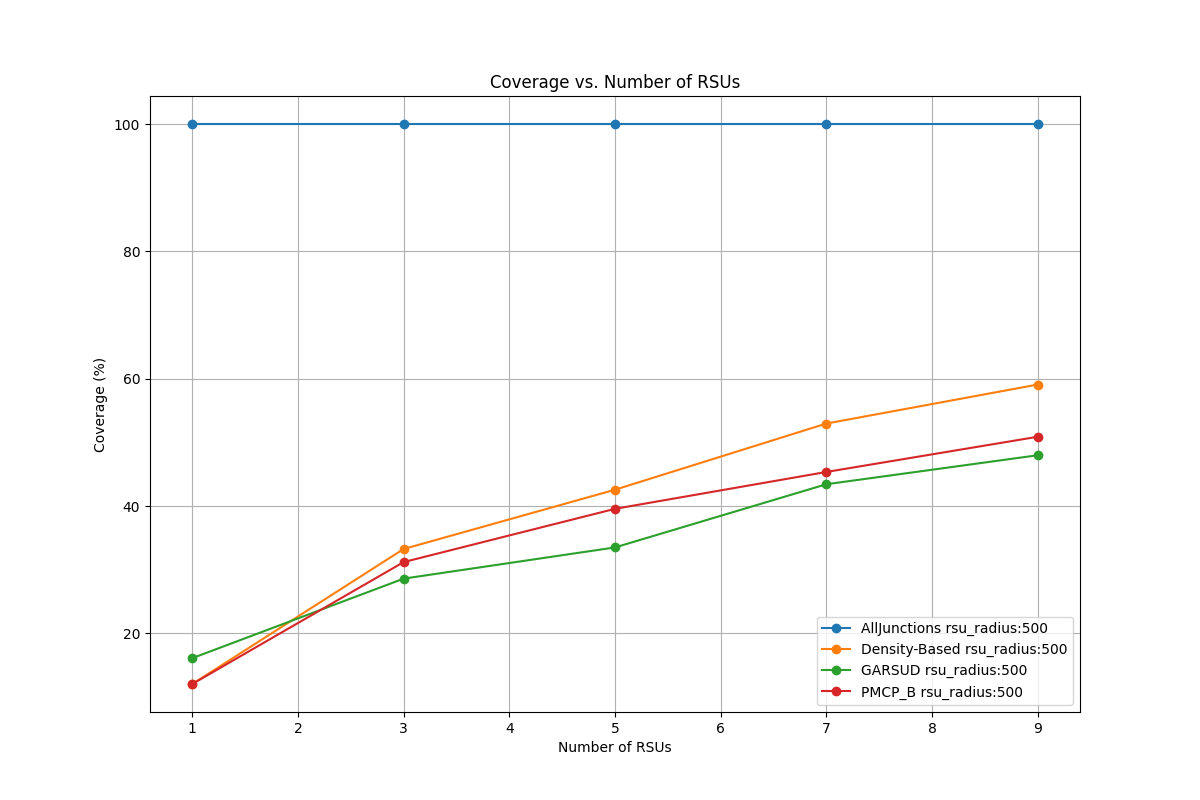 Coverage vs. Number of RSUs
100
80
60
40
20
Coverage (%)
1 2 3 4 5 6 7 8 9
Number of RSUs
AllJunctions rsu_radius:500
Density-Based rsu_radius:500
GARSUD rsu_radius:500
PMCP_B rsu_radius:500